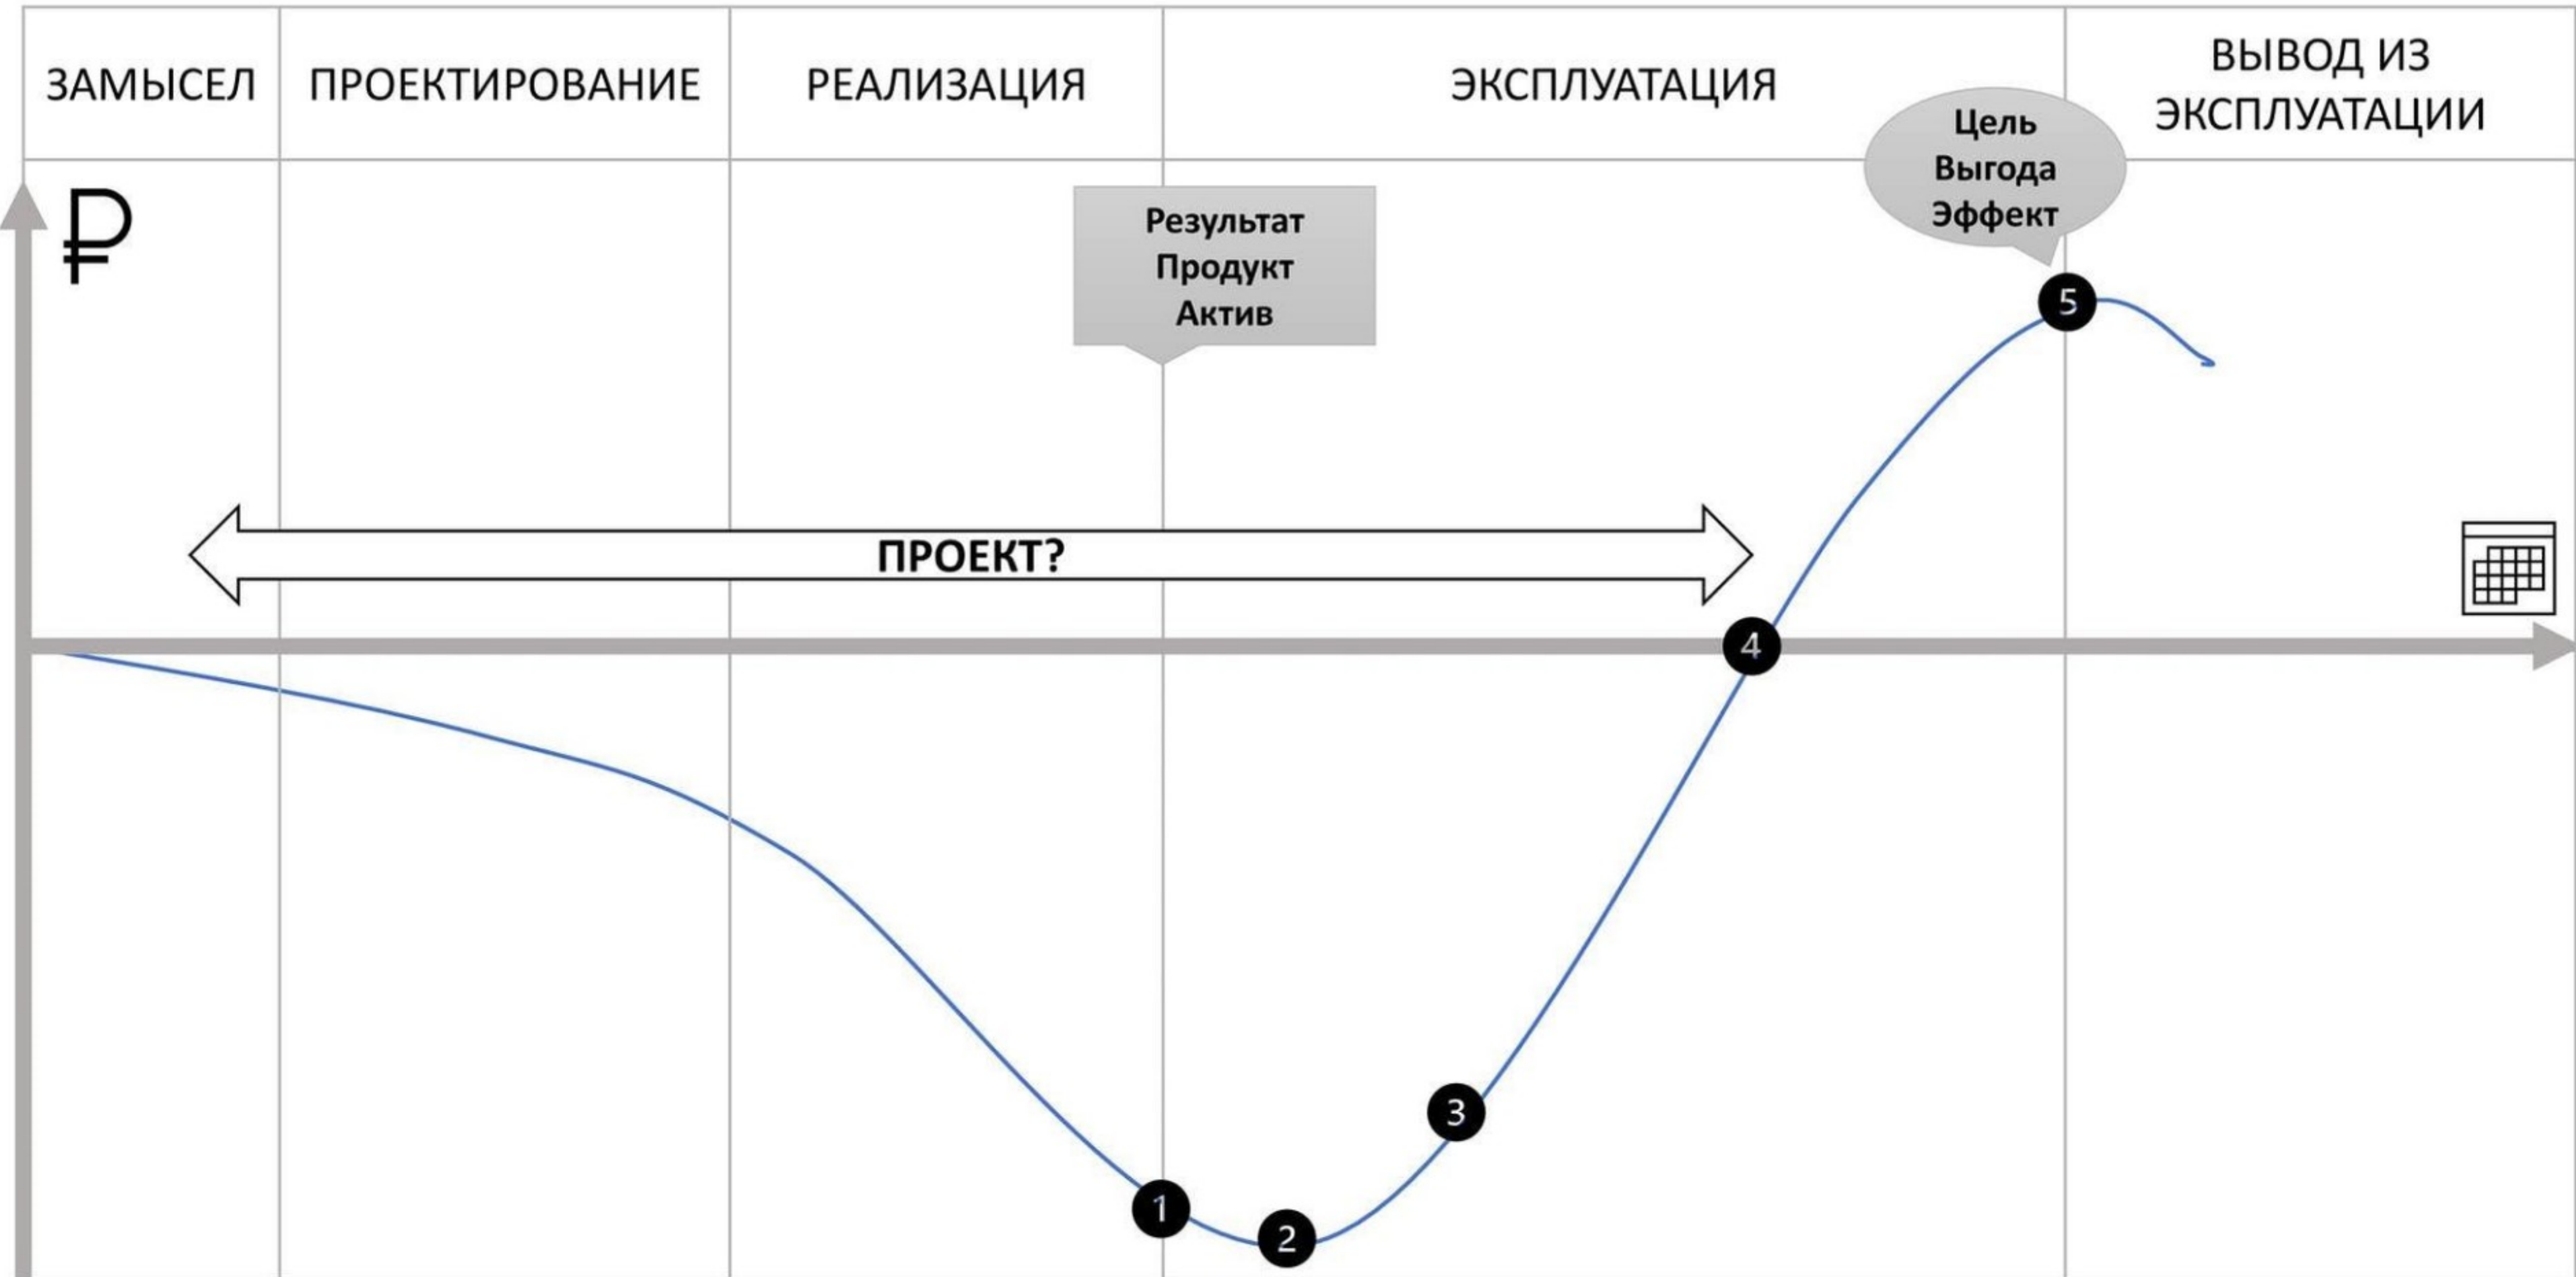 ЗАМЫСЕЛ
ПРОЕКТИРОВАНИЕ
РЕАЛИЗАЦИЯ
ЭКСПЛУАТАЦИЯ
ВЫВОД ИЗ
ЭКСПЛУАТАЦИИ
₽
Результат
Продукт
Актив
Цель
Выгода
Эффект
5
ПРОЕКТ?
4
3
1
2